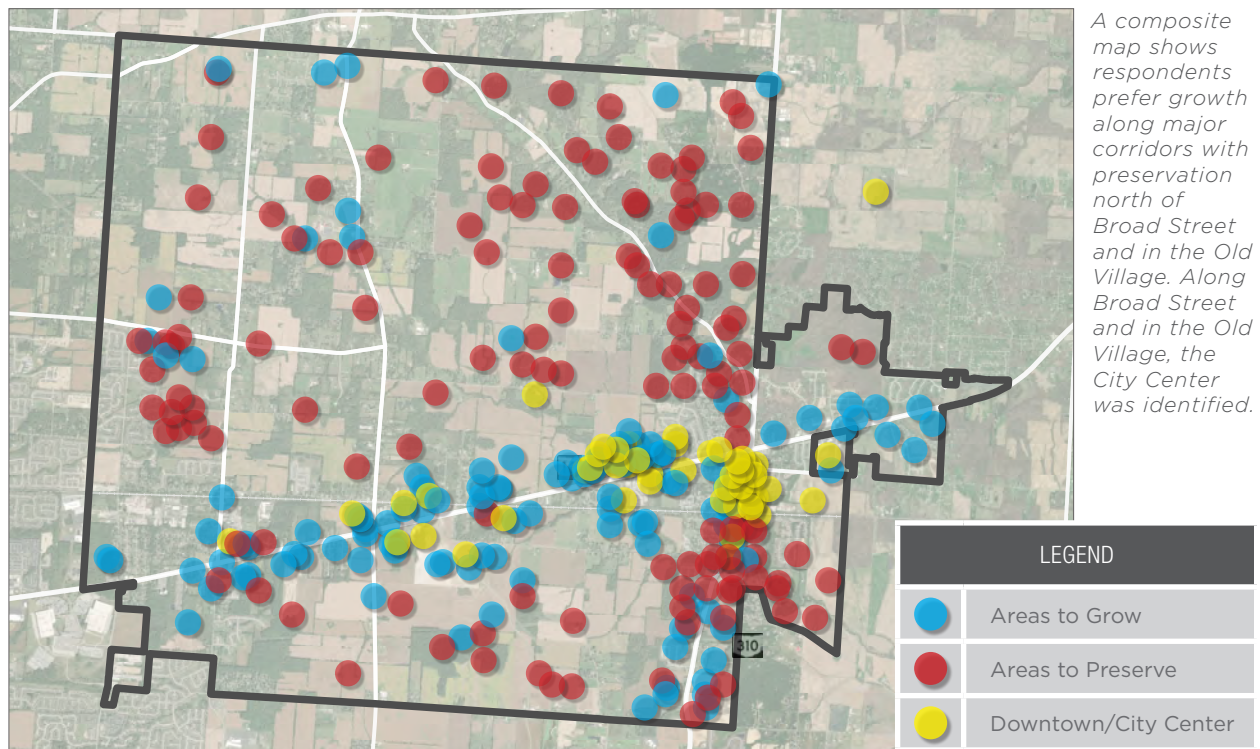 A composite
map shows
respondents
prefer growth
along major
corridors with
preservation
north of
Broad Street
and in the Old
Village. Along
Broad Street
and in the Old
Village, the
City Center
was identified.
310
LEGEND
Areas to Grow
Areas to Preserve
Downtown/City Center